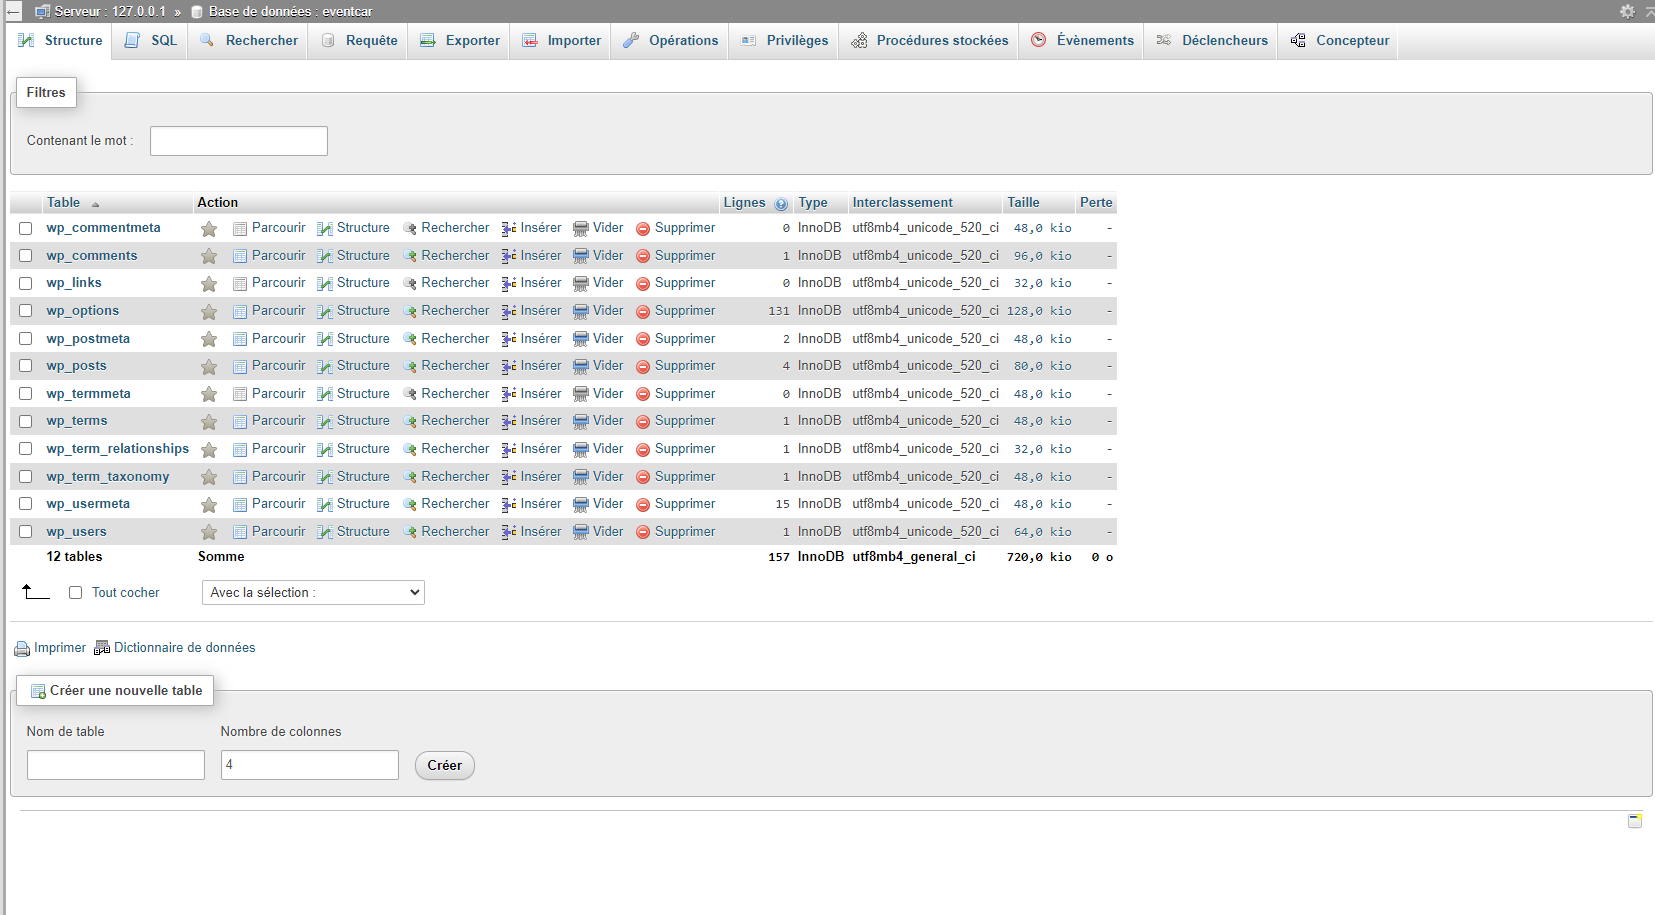 Serveur : 127.0.0.1 » Base de données : eventcar
Structure SQL Rechercher Requête Exporter Importer Opérations Privilèges Procédures stockées Évènements Déclencheurs Concepteur
Filtres
Contenant le mot :
Table Action Lignes Type Interclassement Taille Perte
wp_commentmeta Parcourir Structure Rechercher Insérer Vider Supprimer 0 InnoDB utf8mb4_unicode_520_ci 48,0 kio -
wp_comments Parcourir Structure Rechercher Insérer Vider Supprimer 1 InnoDB utf8mb4_unicode_520_ci 96,0 kio -
wp_links Parcourir Structure Rechercher Insérer Vider Supprimer 0 InnoDB utf8mb4_unicode_520_ci 32,0 kio -
wp_options Parcourir Structure Rechercher Insérer Vider Supprimer 131 InnoDB utf8mb4_unicode_520_ci 128,0 kio -
wp_postmeta Parcourir Structure Rechercher Insérer Vider Supprimer 2 InnoDB utf8mb4_unicode_520_ci 48,0 kio -
wp_posts Parcourir Structure Rechercher Insérer Vider Supprimer 4 InnoDB utf8mb4_unicode_520_ci 80,0 kio -
wp_termmeta Parcourir Structure Rechercher Insérer Vider Supprimer 0 InnoDB utf8mb4_unicode_520_ci 48,0 kio -
wp_terms Parcourir Structure Rechercher Insérer Vider Supprimer 1 InnoDB utf8mb4_unicode_520_ci 48,0 kio -
wp_term_relationships Parcourir Structure Rechercher Insérer Vider Supprimer 1 InnoDB utf8mb4_unicode_520_ci 32,0 kio -
wp_term_taxonomy Parcourir Structure Rechercher Insérer Vider Supprimer 1 InnoDB utf8mb4_unicode_520_ci 48,0 kio -
wp_usermeta Parcourir Structure Rechercher Insérer Vider Supprimer 15 InnoDB utf8mb4_unicode_520_ci 48,0 kio -
wp_users Parcourir Structure Rechercher Insérer Vider Supprimer 1 InnoDB utf8mb4_unicode_520_ci 64,0 kio -
12 tables Somme 157 InnoDB utf8mb4_general_ci 720,0 kio 0 o
Tout cocher Avec la sélection :
Imprimer Dictionnaire de données
Créer une nouvelle table
Nom de table Nombre de colonnes
4 Créer